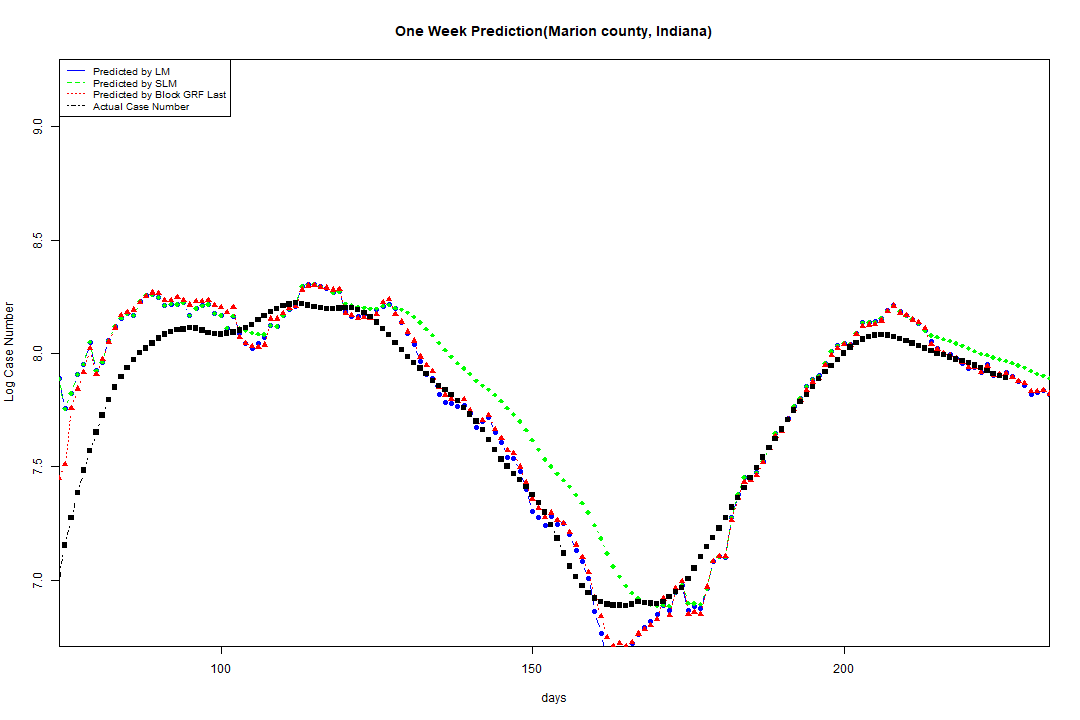 One Week Prediction(Marion county, Indiana)
Predicted by LM
Predicted by SLM
Predicted by Block GRF Last
Actual Case Number
9.0
8.5
8.0
7.5
7.0
Log Case Number
100 150 200
days